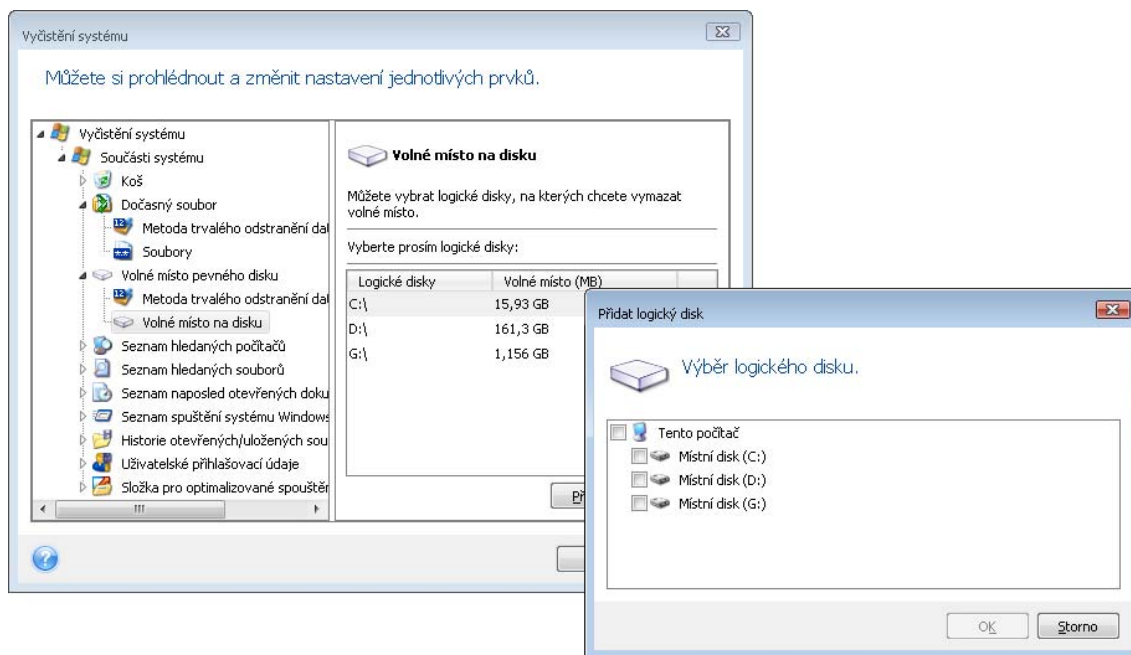 Vyčistění systému
Můžete si prohlédnout a změnit nastavení jednotlivých prvků.
Vyčistění systému
Součásti systému
Koš
Dočasný soubor
Metoda trvalého odstranění dat
Soubory
Volné místo pevného disku
Metoda trvalého odstranění dat
Volné místo na disku
Seznam hledaných počítačů
Seznam hledaných souborů
Seznam naposled otevřených doku
Seznam spuštění systému Windows
Historie otevřených/uložených sou
Uživatelské přihlašovací údaje
Složka pro optimalizované spouštěn
Volné místo na disku
Můžete vybrat logické disky, na kterých chcete vymazat
volné místo.
Vyberte prosím logické disky:
Logické disky Volné místo (MB)
C:\ 15,93 GB
D:\ 161,3 GB
G:\ 1,156 GB
Přidat logický disk
Výběr logického disku.
Tento počítač
Místní disk (C:)
Místní disk (D:)
Místní disk (G:)
OK Storno